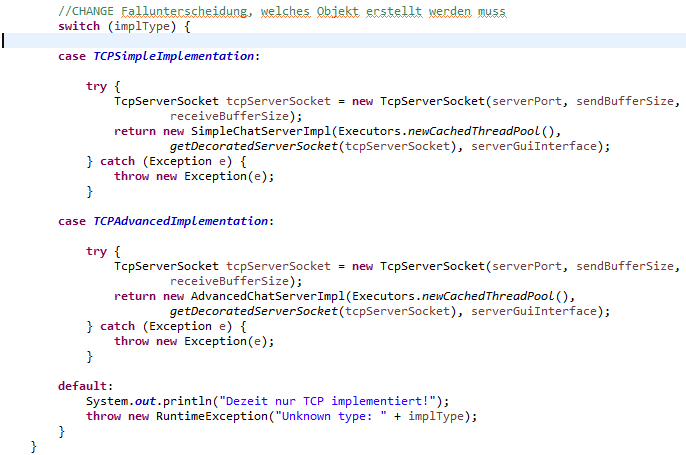 //CHANGE Fallunterscheidung, welches Objekt erstellt werden muss
switch (implType) {
case TCPSimpleImplementation:
try {
TcpServerSocket tcpServerSocket = new TcpServerSocket(serverPort, sendBufferSize,
receiveBufferSize);
return new SimpleChatServerImpl(Executors.newCachedThreadPool(),
getDecoratedServerSocket(tcpServerSocket), serverGuiInterface);
} catch (Exception e) {
throw new Exception(e);
}
case TCPAdvancedImplementation:
try {
TcpServerSocket tcpServerSocket = new TcpServerSocket(serverPort, sendBufferSize,
receiveBufferSize);
return new AdvancedChatServerImpl(Executors.newCachedThreadPool(),
getDecoratedServerSocket(tcpServerSocket), serverGuiInterface);
} catch (Exception e) {
throw new Exception(e);
}
default:
System.out.println("Dezeit nur TCP implementiert!");
throw new RuntimeException("Unknown type: " + implType);
}
}